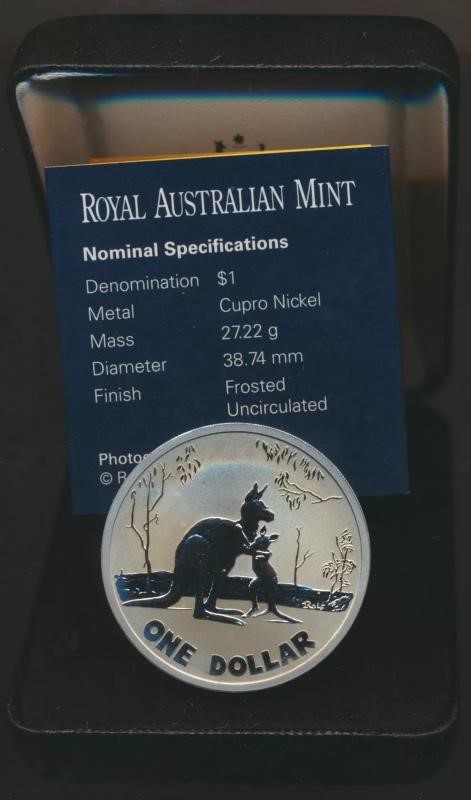 ROYAL AUSTRALIAN MINT
Nominal Specifications
Denomination $1
Metal Cupro Nickel
Mass 27.22 g
Diameter 38.74 mm
Finish Frosted
Uncirculated
©
Rolf
ONE DOLLAR